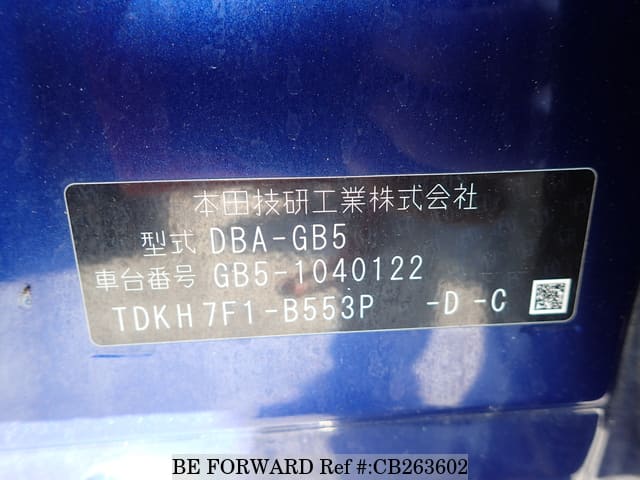 本田技研工業株式会社
型式 DBA-GB5
車台番号 GB5-1040122
TDKH7F1-B553P -D -C
BE FORWARD Ref #:CB263602